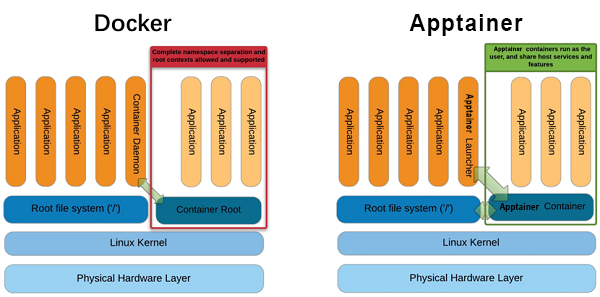 Docker
Complete namespace separation and
root contexts allowed and supported
Application
Application
Application
Application
Container Daemon
Application
Application
Application
Root file system ('/')
Container Root
Linux Kernel
Physical Hardware Layer
Apptainer
Apptainer containers run as the
user, and share host services and
features
Application
Application
Application
Application
Apptainor Launcher
Application
Application
Application
Root file system ('/')
Apptainer Container
Linux Kernel
Physical Hardware Layer